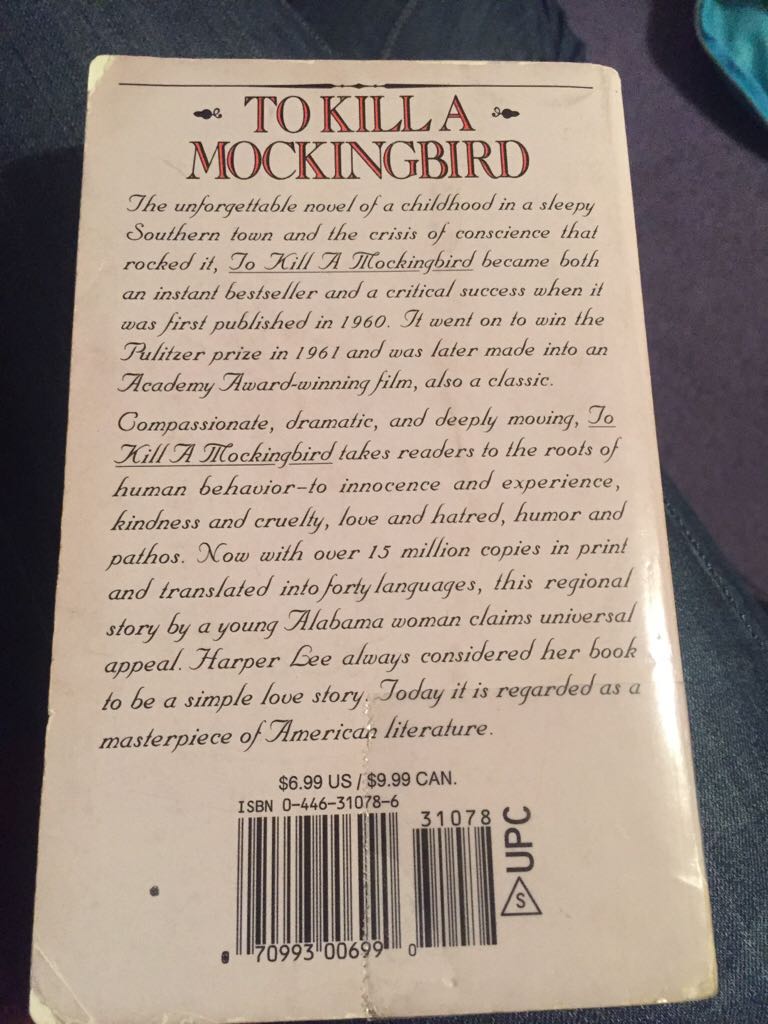 TO KILL A
MOCKINGBIRD
The unforgettable novel of a childhood in a sleepy
Southern town and the crisis of conscience that
rocked it, To Kill A Mockingbird became both
an instant bestseller and a critical success when it
was first published in 1960. It went on to win the
Pulitzer prize in 1961 and was later made into an
Academy Award-winning film, also a classic.
Compassionate, dramatic, and deeply moving, To
Kill A Mockingbird takes readers to the roots of
human behavior–to innocence and experience,
kindness and cruelty, love and hatred, humor and
pathos. Now with over 15 million copies in print
and translated into forty languages, this regional
story by a young Alabama woman claims universal
appeal. Harper Lee always considered her book
to be a simple love story. Today it is regarded as a
masterpiece of American literature.
$6.99 US / $9.99 CAN.
ISBN 0-446-31078-6
31078
UPC
S
0 70993 00699 0